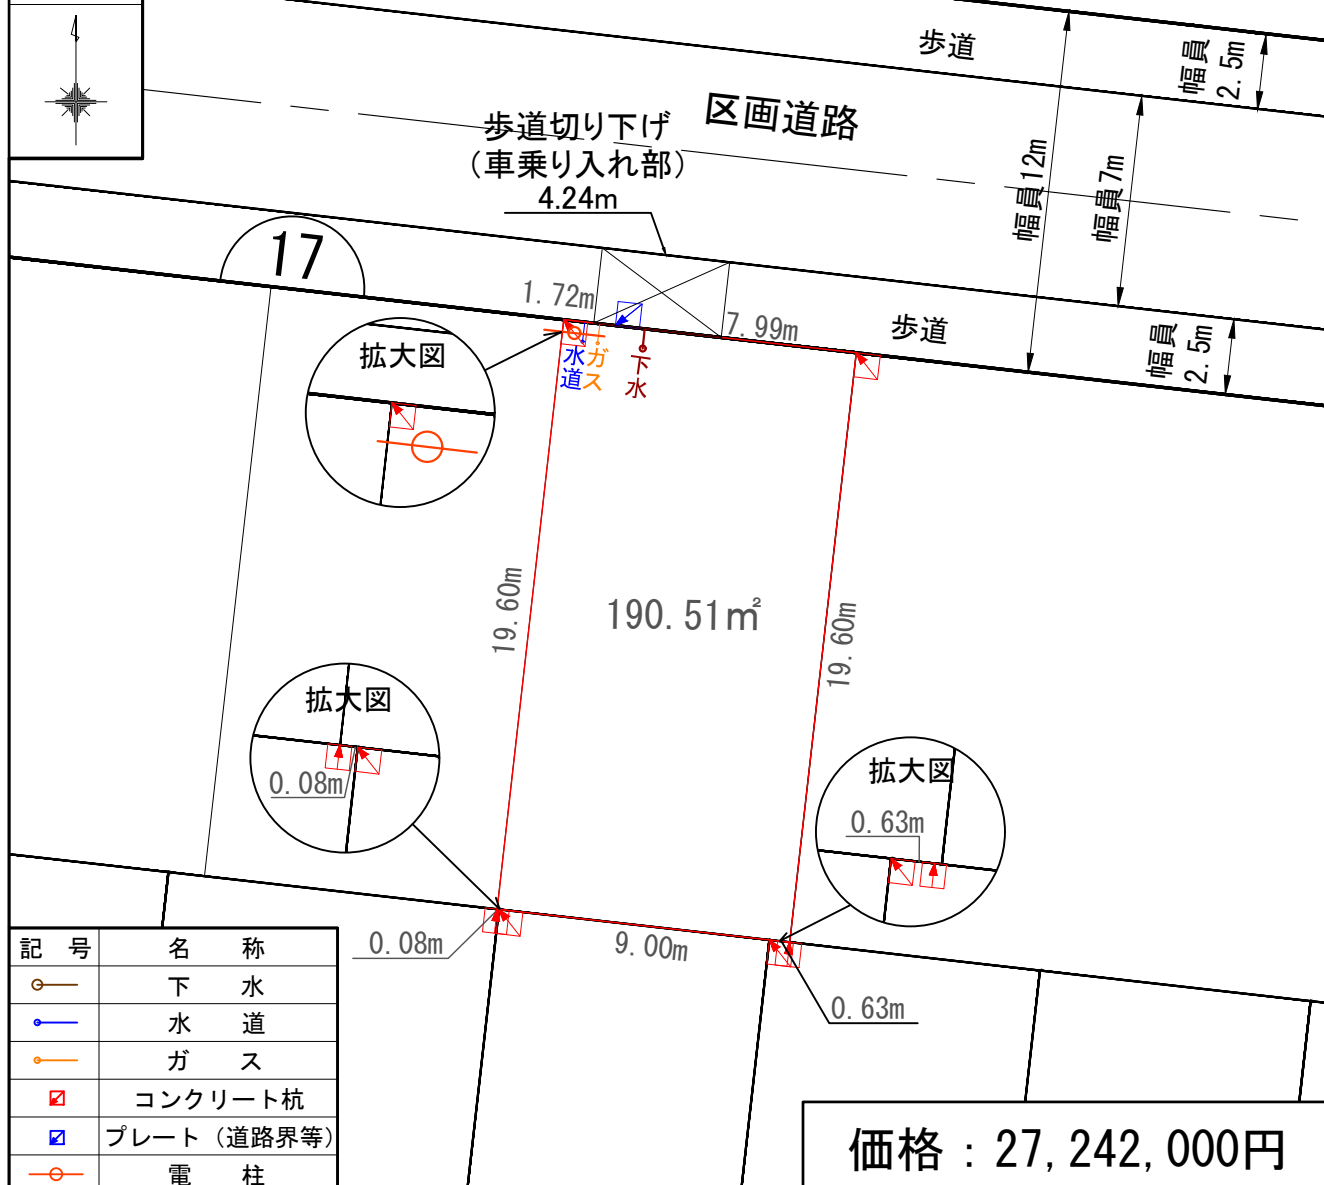 歩道
幅員
2.5m
区画道路
歩道切り下げ
（車乗り入れ部）
4.24m
幅員12m
幅員7m
17
1.72m
7.99m
歩道
幅員
2.5m
拡大図
水道
ガス
下水
19.60m
190.51㎡
19.60m
拡大図
0.08m
拡大図
0.63m
0.08m
9.00m
0.63m
記　号　名　称
下　水
水　道
ガ　ス
コンクリート杭
プレート（道路界等）
電　柱
価格：27,242,000円